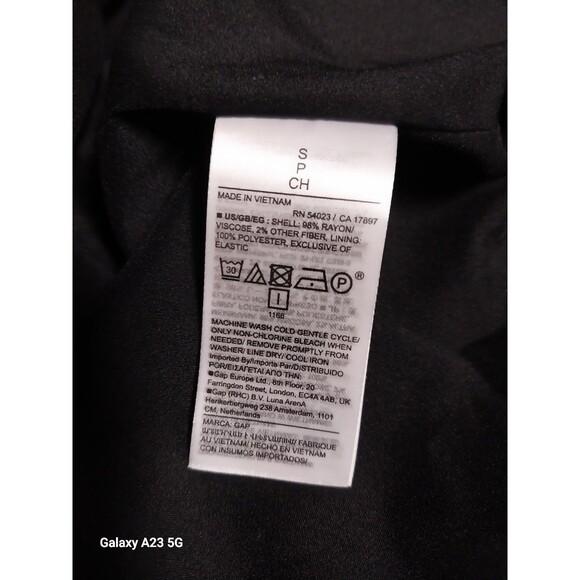 S
P
CH
MADE IN VIETNAM
RN 54023 / CA 17897
■ US/GB/EG : SHELL: 98% RAYON/
VISCOSE, 2% OTHER FIBER, LINING:
100% POLYESTER, EXCLUSIVE OF
ELASTIC
30
P
®
I
1168
MACHINE WASH COLD GENTLE CYCLE/
ONLY NON-CHLORINE BLEACH WHEN
NEEDED/ REMOVE PROMPTLY FROM
WASHER/ LINE DRY/ COOL IRON
Imported By/Importe Par/DISTRIBUIDO
POR/ΕΙΣΑΓΕΤΑΙ ΑΠΟ ΤΗΝ:
■Gap Europe Ltd., 8th Floor, 20
Farringdon Street, London, EC4A 4AB, UK
■Gap (RHC) B.V. Luna ArenA
Herikerbergweg 238 Amsterdam, 1101
CM, Netherlands
MARCA: GAP
FABRIQUE
AU VIETNAM/ HECHO EN VIETNAM
CON INSUMOS IMPORTADOS
Galaxy A23 5G